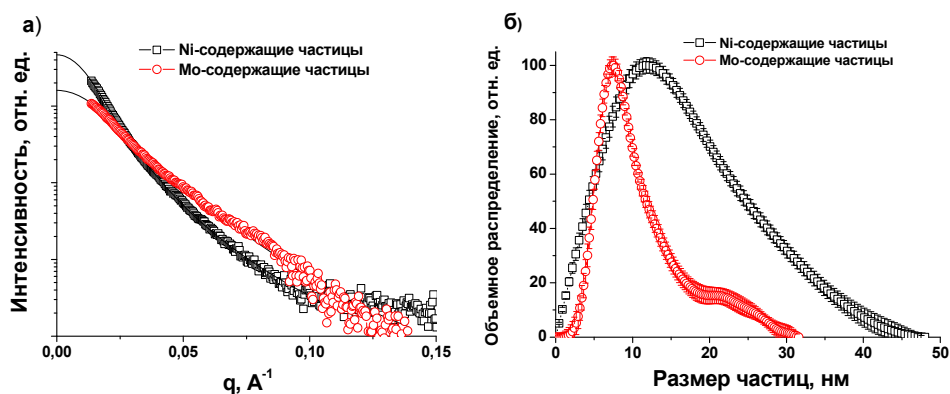 а)
Ni-содержащие частицы
Mo-содержащие частицы
Интенсивность, отн. ед.
0,00 0,05 0,10 0,15
q, A⁻¹
б)
Ni-содержащие частицы
Mo-содержащие частицы
Объемное распределение, отн. ед.
100
80
60
40
20
0
0 10 20 30 40 50
Размер частиц, нм